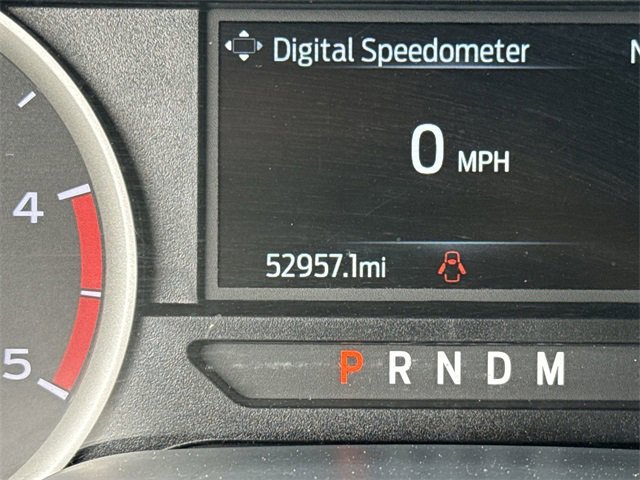 Digital Speedometer N
0 MPH
4
52957.1mi
5
P R N D M